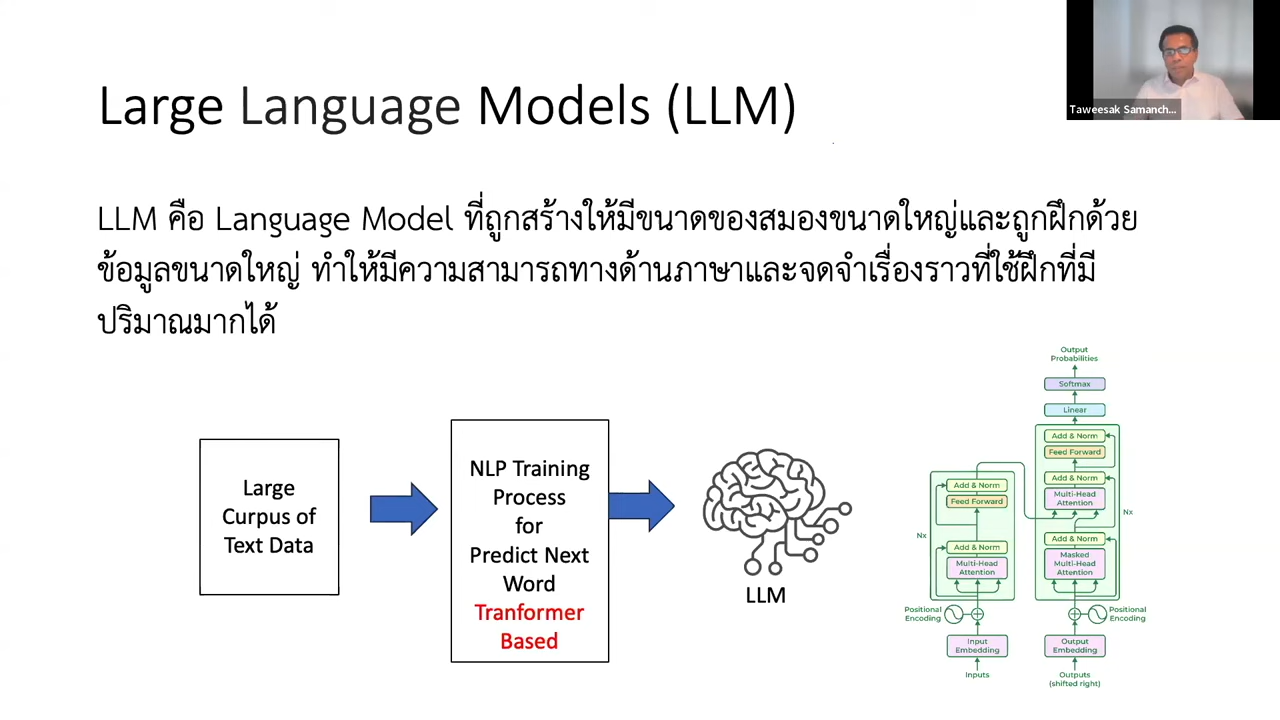 Taweesak Samanch...
Large Language Models (LLM)
LLM คือ Language Model ที่ถูกสร้างให้มีขนาดของสมองขนาดใหญ่และถูกฝึกด้วย
ข้อมูลขนาดใหญ่ ทำให้มีความสามารถทางด้านภาษาและจดจำเรื่องราวที่ใช้ฝึกที่มี
ปริมาณมากได้
Large
Curpus of
Text Data
NLP Training
Process
for
Predict Next
Word
Tranformer
Based
LLM
Output
Probabilities
Softmax
Linear
Add & Norm
Feed Forward
Add & Norm
Multi-Head
Attention
Nx
Add & Norm
Masked
Multi-Head
Attention
Positional
Encoding
Output
Embedding
Outputs
(shifted right)
Add & Norm
Feed Forward
Nx
Add & Norm
Multi-Head
Attention
Positional
Encoding
Input
Embedding
Inputs